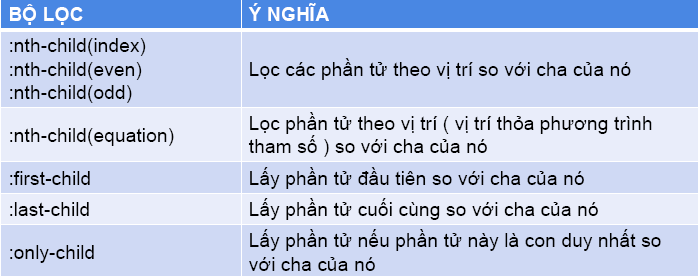 BỘ LỌC
Ý NGHĨA
:nth-child(index)
:nth-child(even)
:nth-child(odd)
Lọc các phần tử theo vị trí so với cha của nó
:nth-child(equation)
Lọc phần tử theo vị trí ( vị trí thỏa phương trình
tham số ) so với cha của nó
:first-child
Lấy phần tử đầu tiên so với cha của nó
:last-child
Lấy phần tử cuối cùng so với cha của nó
:only-child
Lấy phần tử nếu phần tử này là con duy nhất so
với cha của nó